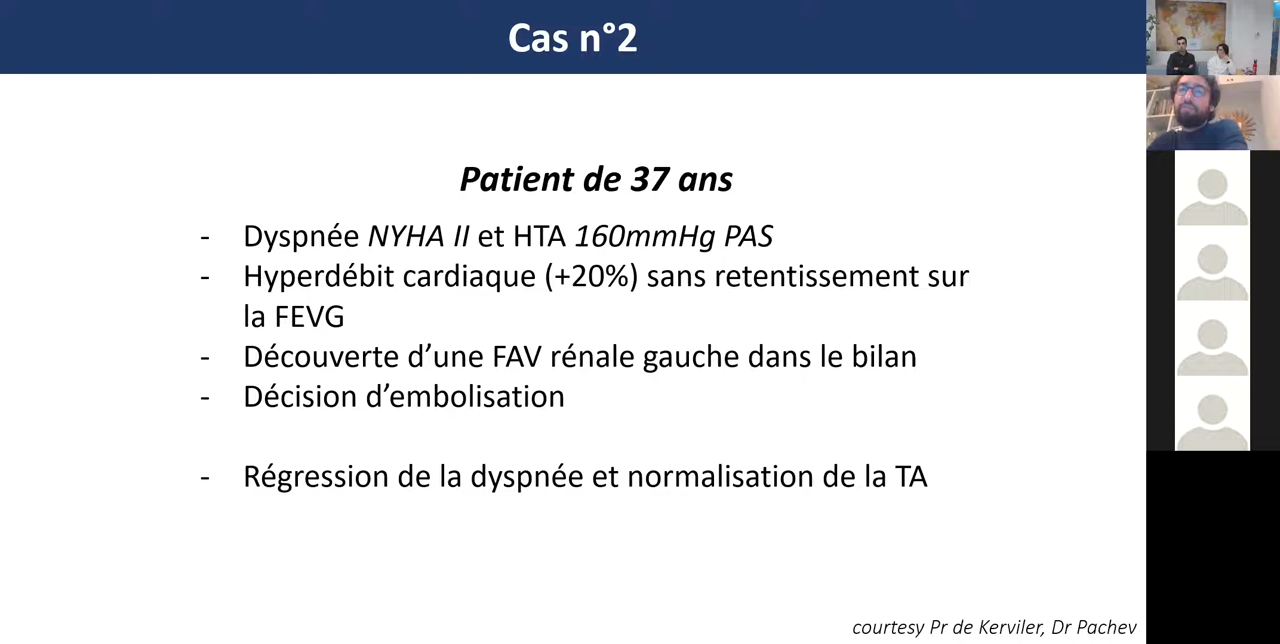 Cas n°2
Patient de 37 ans
- Dyspnée NYHA II et HTA 160mmHg PAS
- Hyperdébit cardiaque (+20%) sans retentissement sur
la FEVG
- Découverte d’une FAV rénale gauche dans le bilan
- Décision d’embolisation
- Régression de la dyspnée et normalisation de la TA
courtesy Pr de Kerviler, Dr Pachev